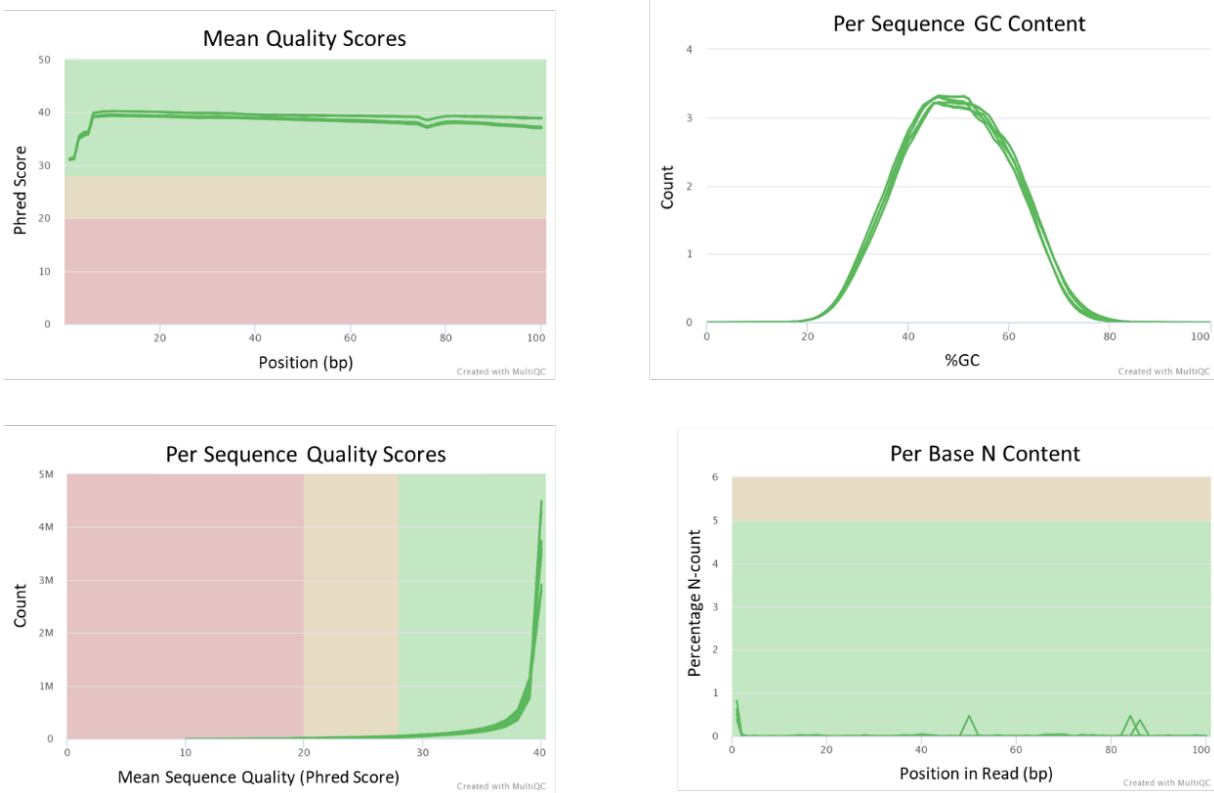 Mean Quality Scores
50
40
30
20
10
0
Phred Score
20
40
60
80
100
Position (bp)
Created with MultiQC
Per Sequence GC Content
4
3
2
1
0
Count
0
20
40
60
80
100
%GC
Created with MultiQC
Per Sequence Quality Scores
5M
4M
3M
2M
1M
0
Count
0
10
20
30
40
Mean Sequence Quality (Phred Score)
Created with MultiQC
Per Base N Content
6
5
4
3
2
1
0
Percentage N-count
0
20
40
60
80
100
Position in Read (bp)
Created with MultiQC